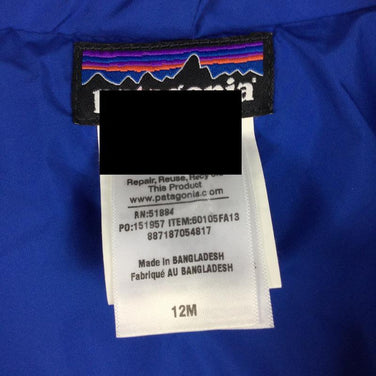 patagonia
Repair, Reuse, Recycle
This Product
www.patagonia.com
RN:51884
PO:151957 ITEM:60105FA13
887187054817
Made in BANGLADESH
Fabriqué AU BANGLADESH
12M